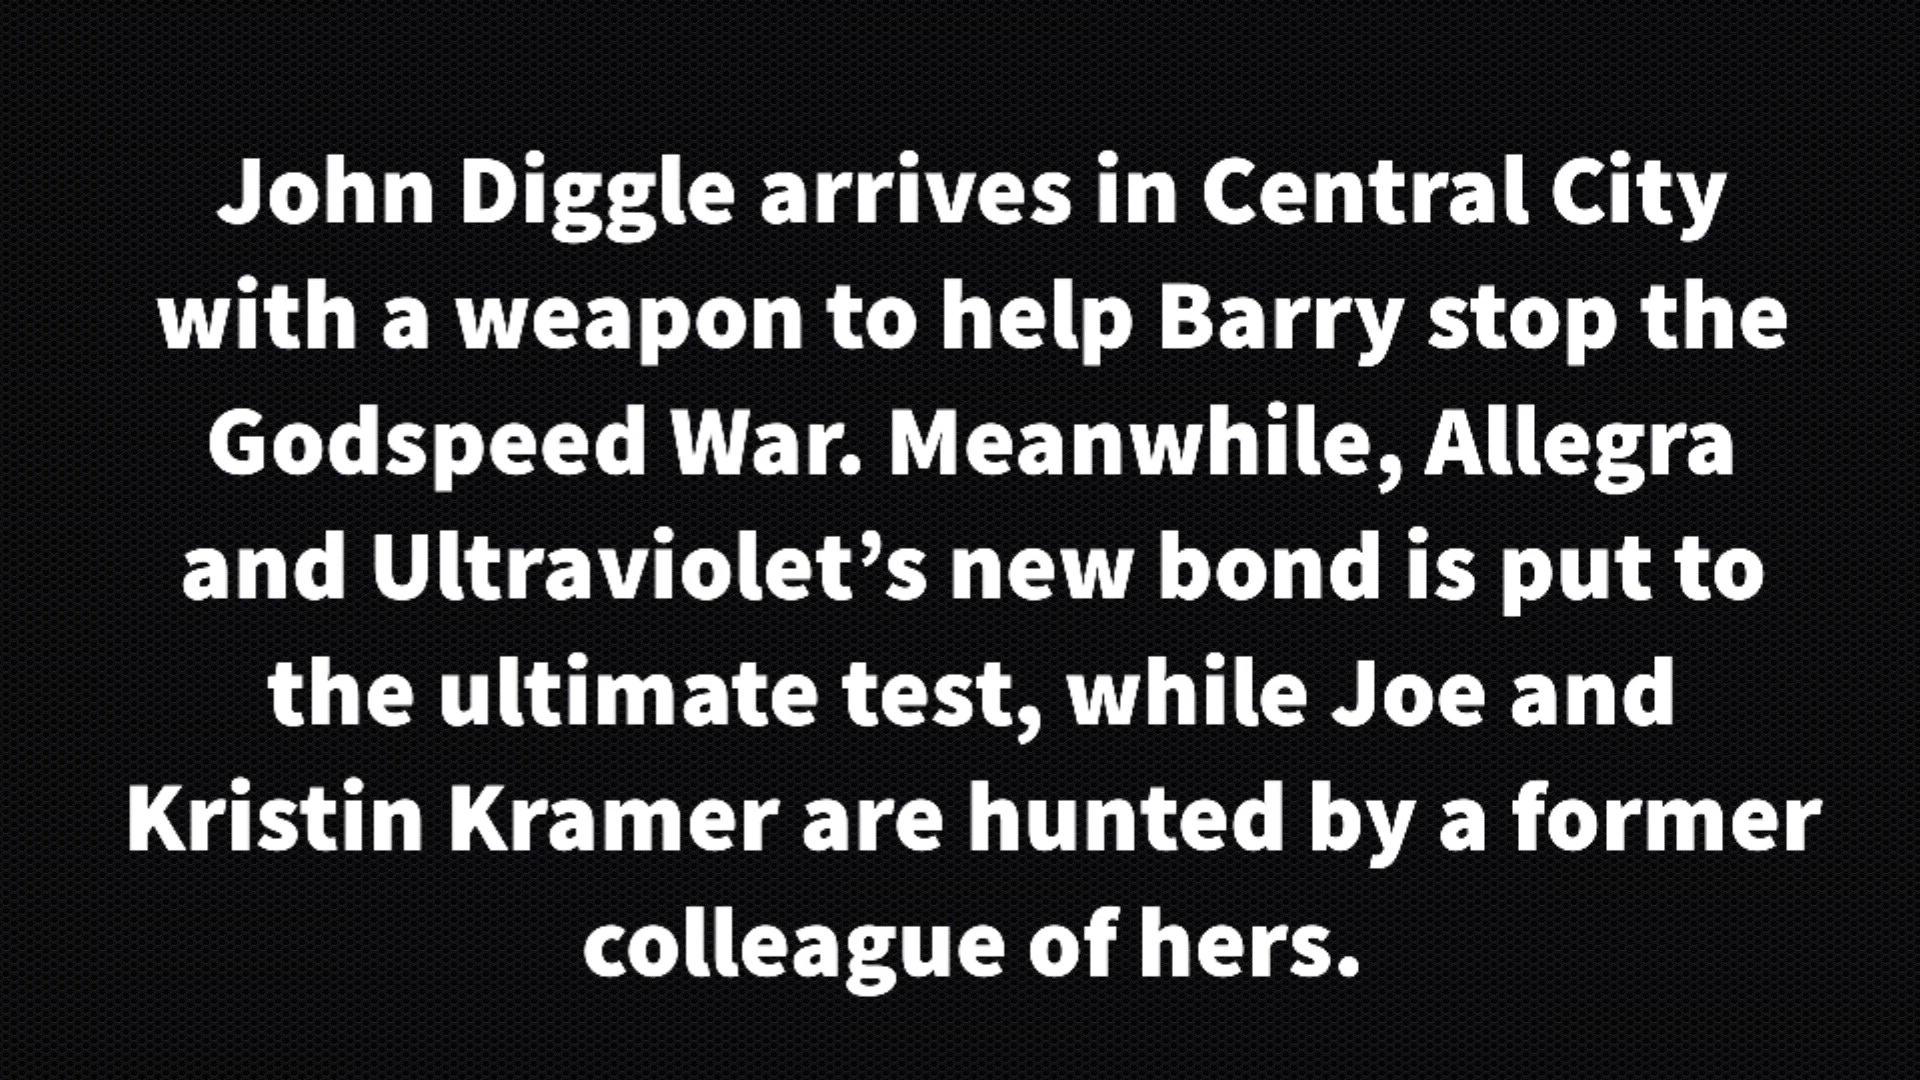 John Diggle arrives in Central City
with a weapon to help Barry stop the
Godspeed War. Meanwhile, Allegra
and Ultraviolet’s new bond is put to
the ultimate test, while Joe and
Kristin Kramer are hunted by a former
colleague of hers.